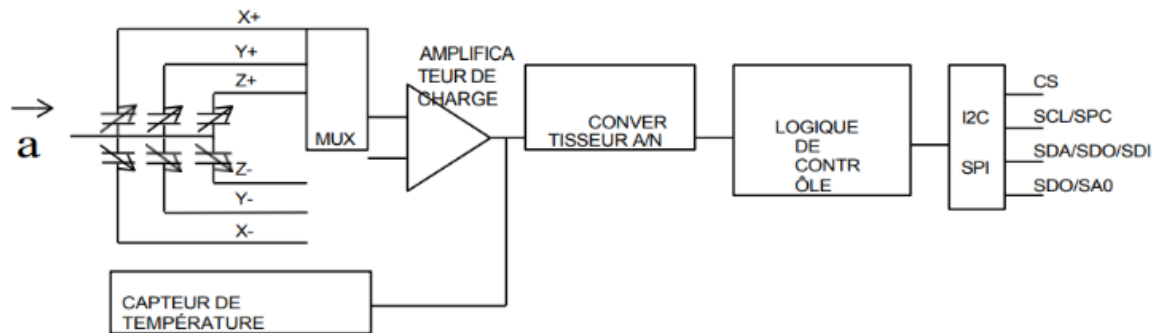 X+
Y+
Z+
a
MUX
Z-
Y-
X-
AMPLIFICA
TEUR DE
CHARGE
CONVER
TISSEUR A/N
LOGIQUE
DE
CONTR
ÔLE
I2C
SPI
CS
SCL/SPC
SDA/SDO/SDI
SDO/SA0
CAPTEUR DE
TEMPÉRATURE